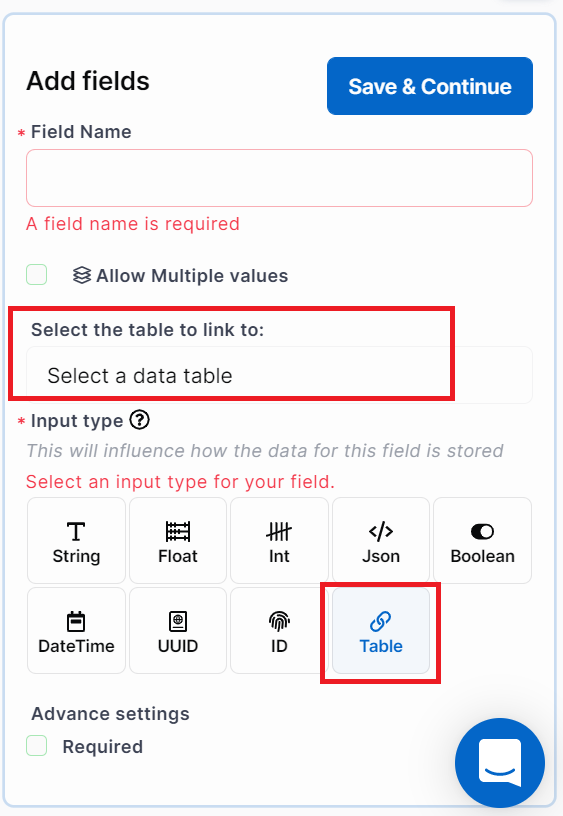 Add fields
Save & Continue
* Field Name
A field name is required
Allow Multiple values
Select the table to link to:
Select a data table
* Input type ?
This will influence how the data for this field is stored
Select an input type for your field.
String Float Int Json Boolean
DateTime UUID ID Table
Advance settings
Required